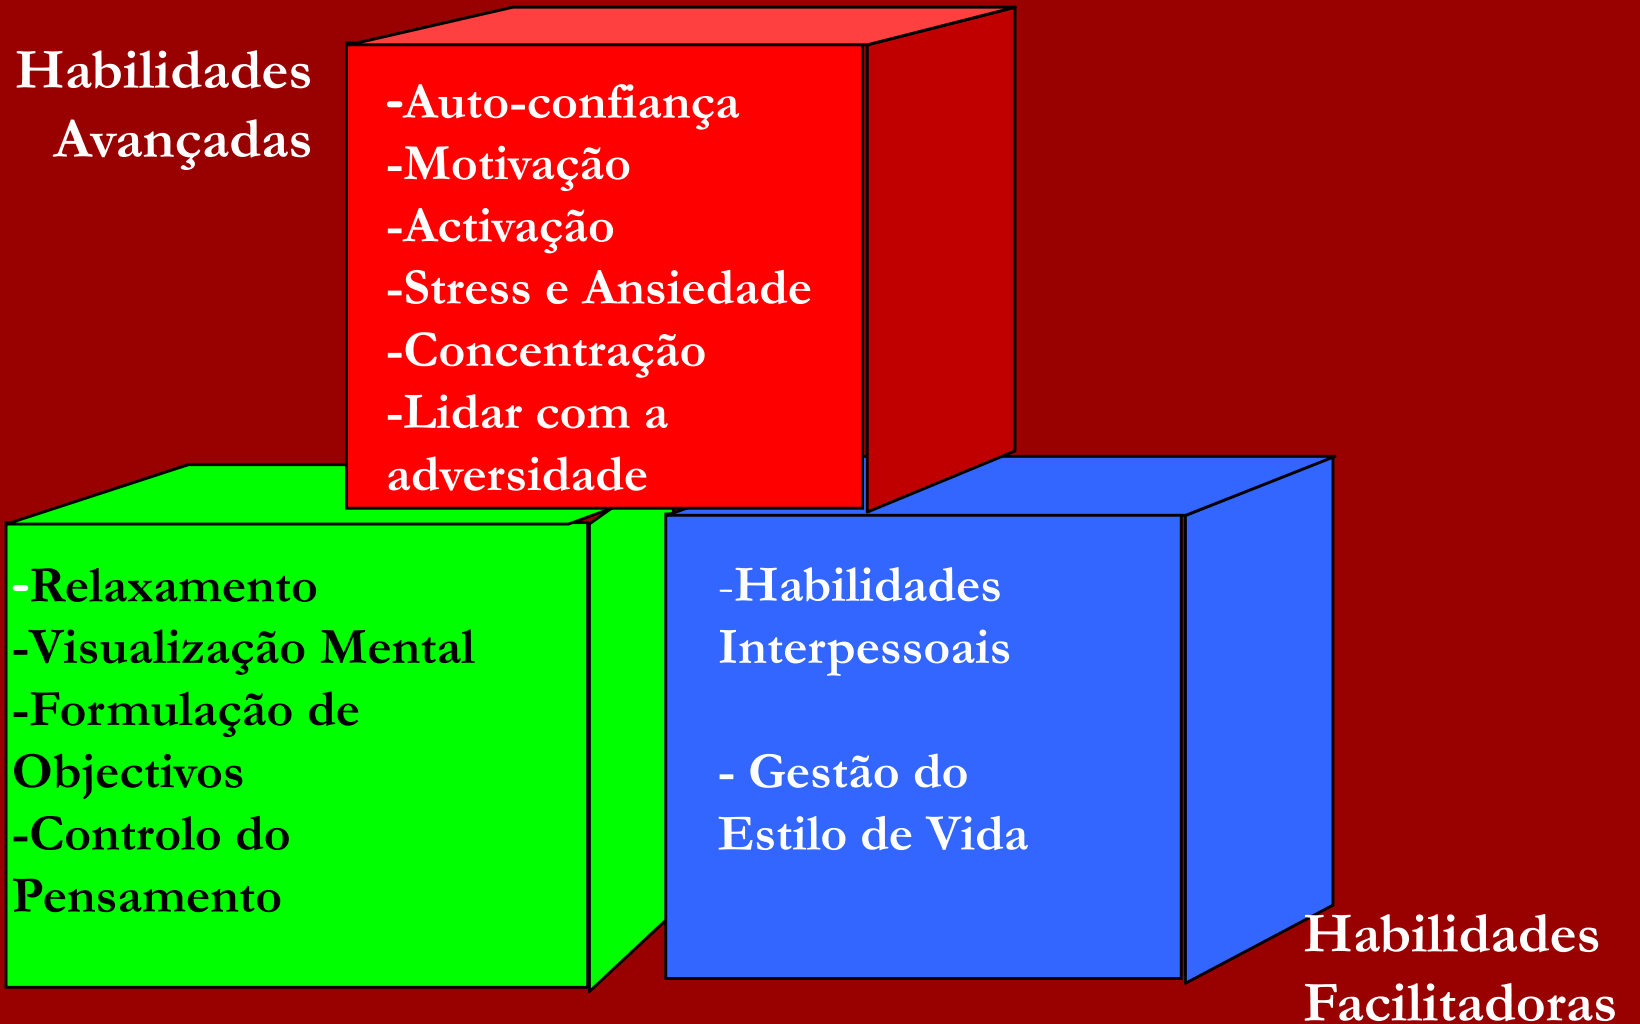 Habilidades
Avançadas
-Auto-confiança
-Motivação
-Activação
-Stress e Ansiedade
-Concentração
-Lidar com a
adversidade
-Relaxamento
-Visualização Mental
-Formulação de
Objectivos
-Controlo do
Pensamento
-Habilidades
Interpessoais
- Gestão do
Estilo de Vida
Habilidades
Facilitadoras